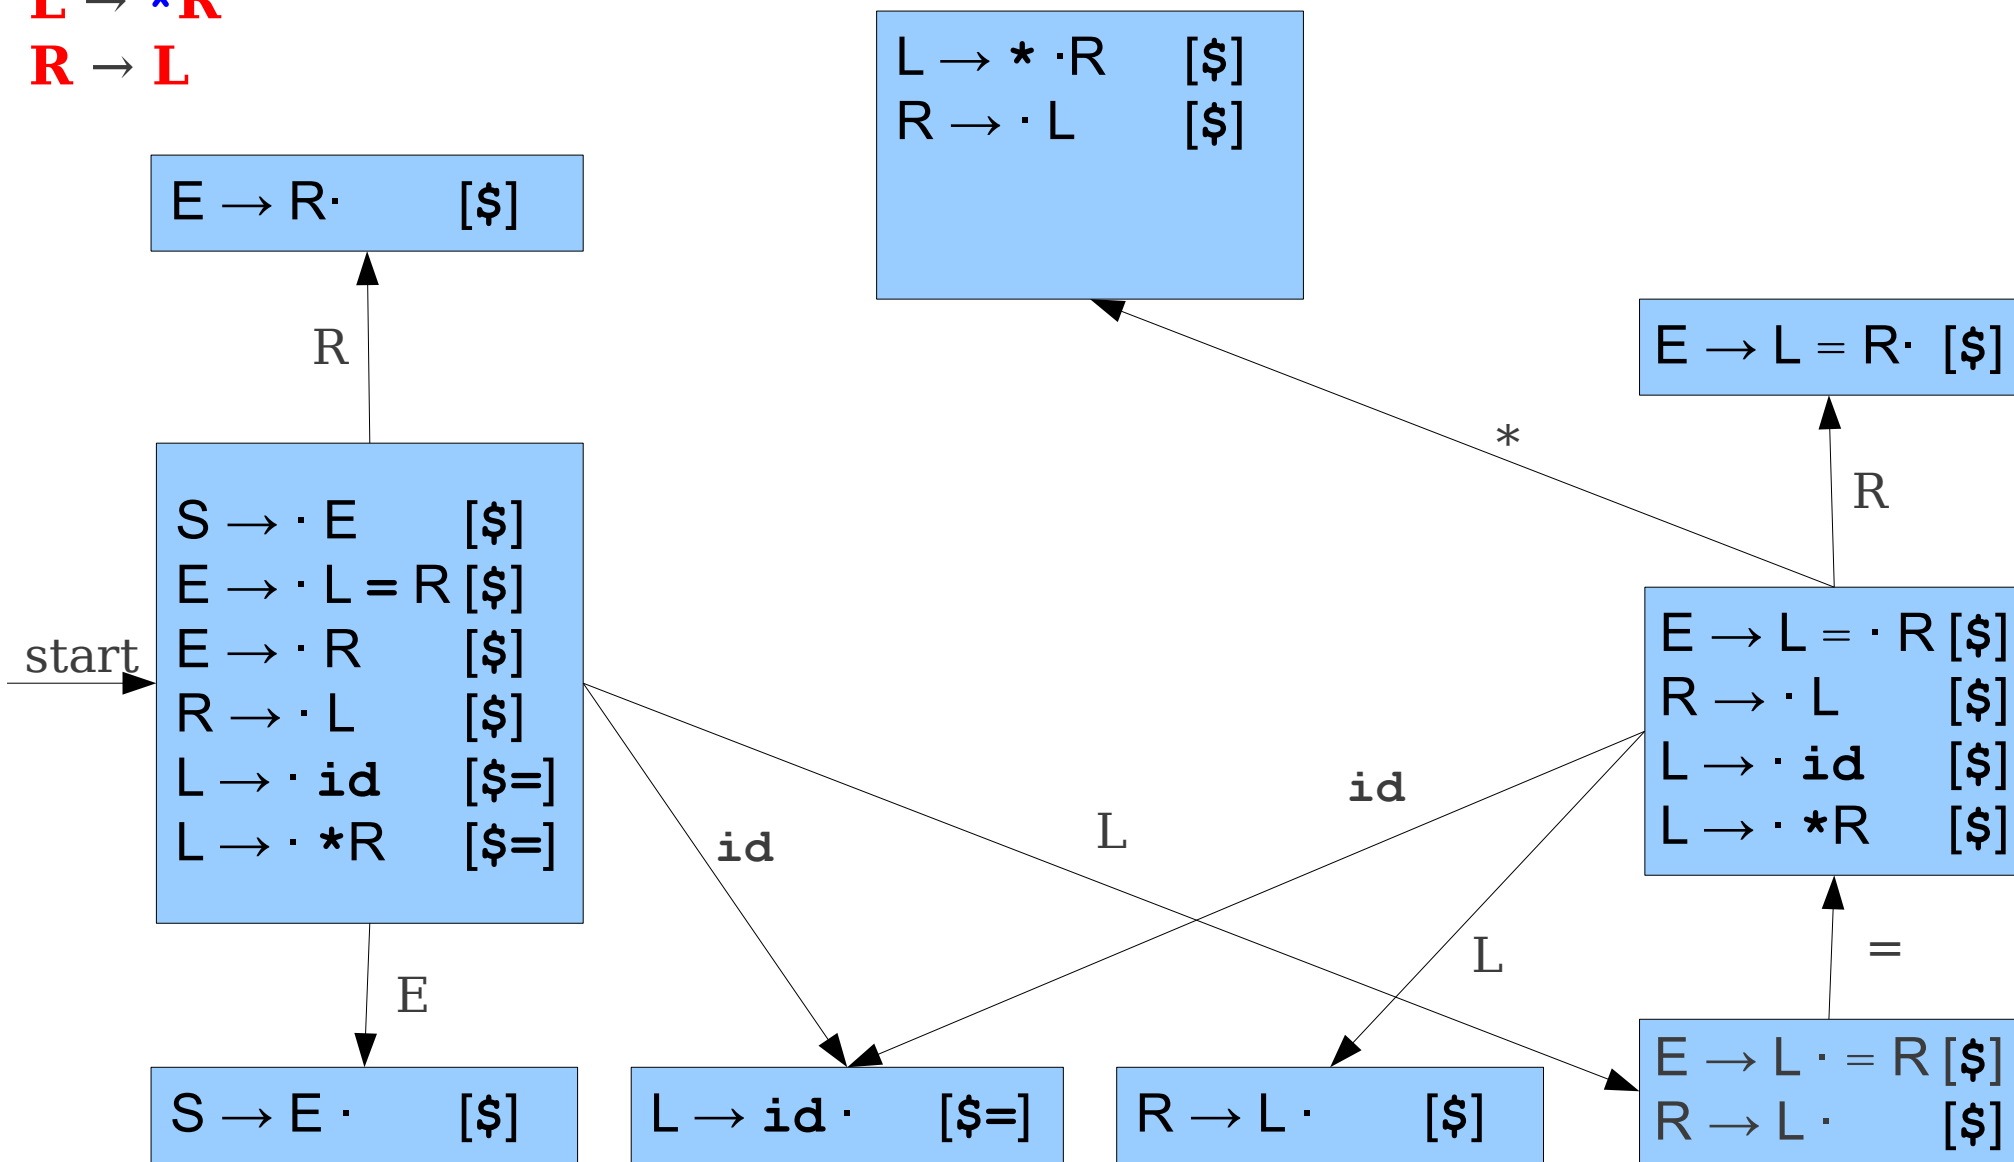 L → *R
R → L
L → * ·R [$]
R → · L [$]
E → R· [$]
R
E → L = R· [$]
*
R
S → · E [$]
E → · L = R [$]
E → · R [$]
R → · L [$]
L → · id [$=]
L → · *R [$=]
start
E → L = · R [$]
R → · L [$]
L → · id [$]
L → · *R [$]
id
L
id
L
=
E
S → E · [$]
L → id · [$=]
R → L · [$]
E → L · = R [$]
R → L · [$]